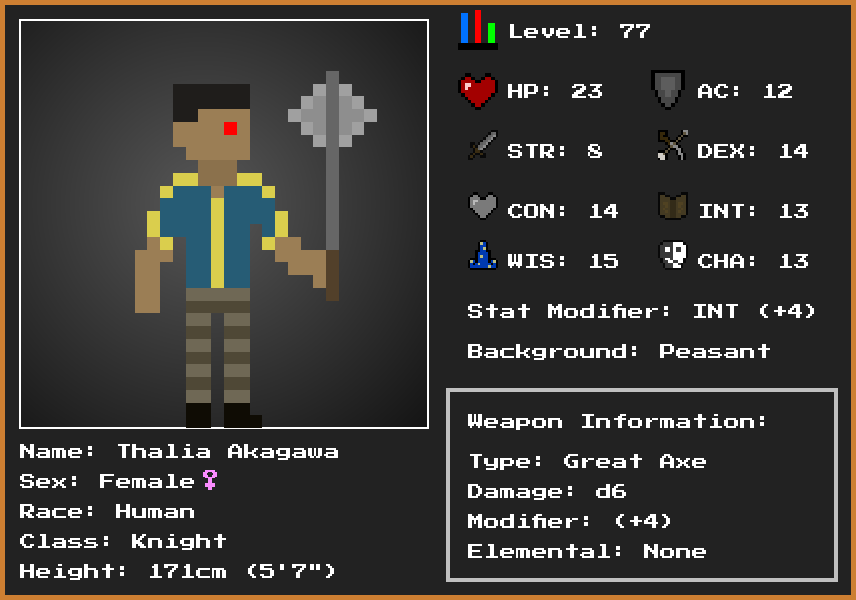 Level: 77
HP: 23 AC: 12
STR: 8 DEX: 14
CON: 14 INT: 13
WIS: 15 CHA: 13
Stat Modifier: INT (+4)
Background: Peasant
Weapon Information:
Type: Great Axe
Damage: d6
Modifier: (+4)
Elemental: None
Name: Thalia Akagawa
Sex: Female♀
Race: Human
Class: Knight
Height: 171cm (5'7")